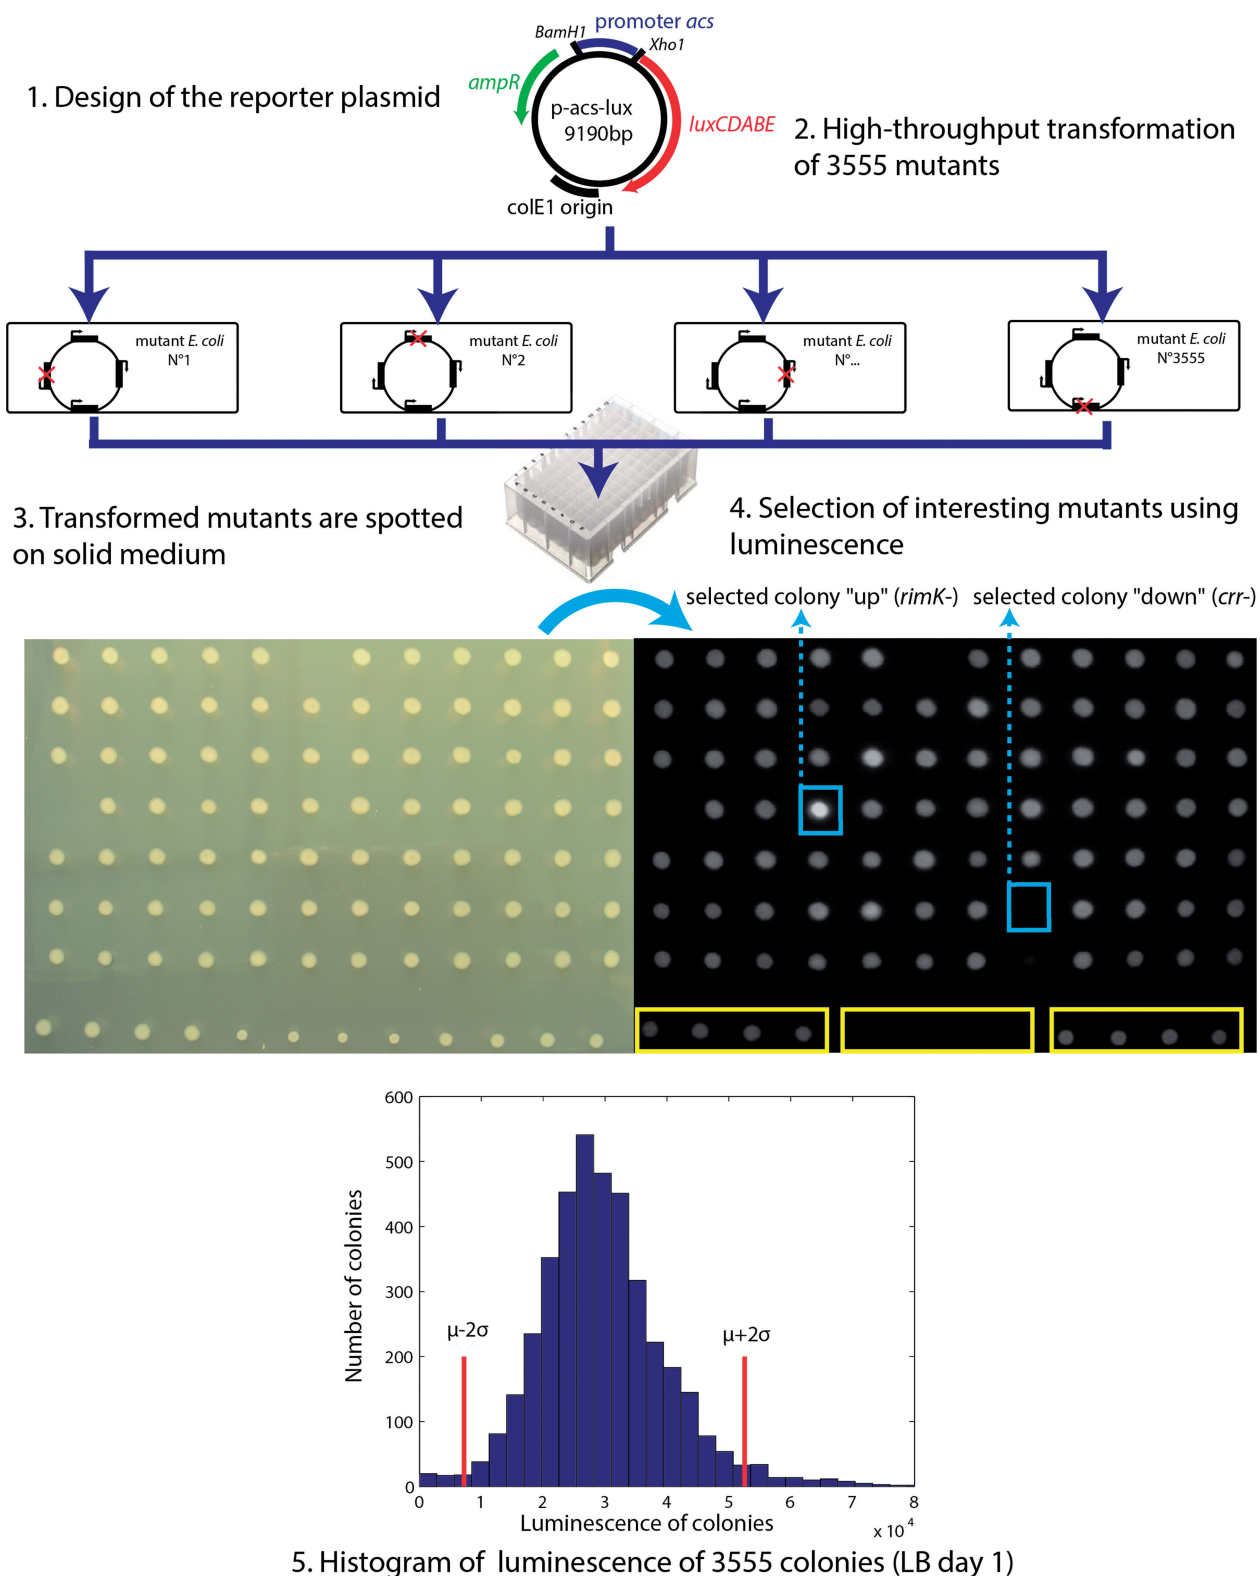 BamH1
promoter acs
Xho1
ampR
1. Design of the reporter plasmid
p-acs-lux
9190bp
luxCDABE
2. High-throughput transformation
of 3555 mutants
colE1 origin
mutant E. coli
N°1
mutant E. coli
N°2
mutant E. coli
N°...
mutant E. coli
N°3555
3. Transformed mutants are spotted
on solid medium
4. Selection of interesting mutants using
luminescence
selected colony "up" (rimK-)
selected colony "down" (crr-)
600
500
400
300
200
100
0
Number of colonies
μ-2σ
μ+2σ
0 1 2 3 4 5 6 7 8
Luminescence of colonies
x 10^4
5. Histogram of luminescence of 3555 colonies (LB day 1)